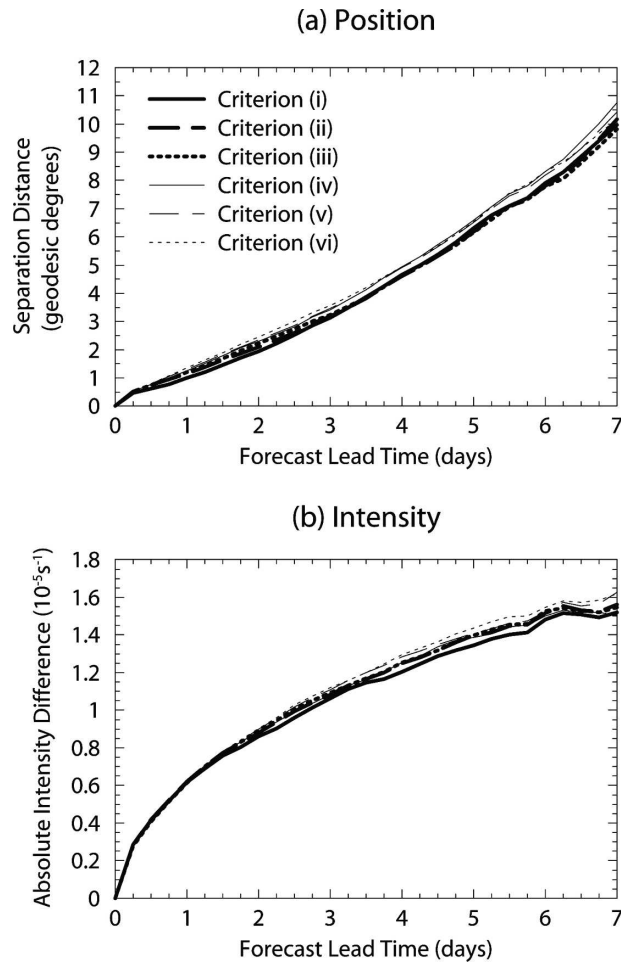 (a) Position
12
11
10
9
8
7
6
5
4
3
2
1
0
Separation Distance
(geodesic degrees)
Criterion (i)
Criterion (ii)
Criterion (iii)
Criterion (iv)
Criterion (v)
Criterion (vi)
0 1 2 3 4 5 6 7
Forecast Lead Time (days)
(b) Intensity
1.8
1.6
1.4
1.2
1
0.8
0.6
0.4
0.2
0
Absolute Intensity Difference (10⁻⁵s⁻¹)
0 1 2 3 4 5 6 7
Forecast Lead Time (days)